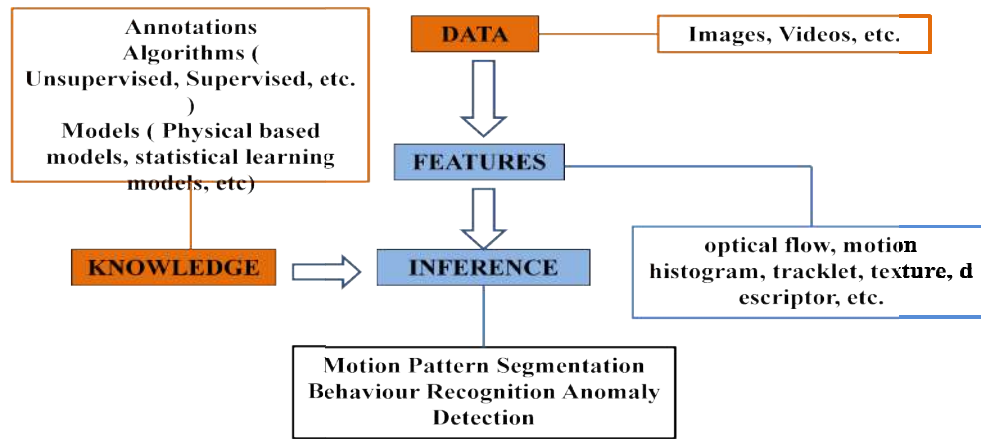 Annotations
Algorithms (
Unsupervised, Supervised, etc.
)
Models ( Physical based
models, statistical learning
models, etc)
DATA
Images, Videos, etc.
FEATURES
optical flow, motion
histogram, tracklet, texture, d
escriptor, etc.
KNOWLEDGE
INFERENCE
Motion Pattern Segmentation
Behaviour Recognition Anomaly
Detection